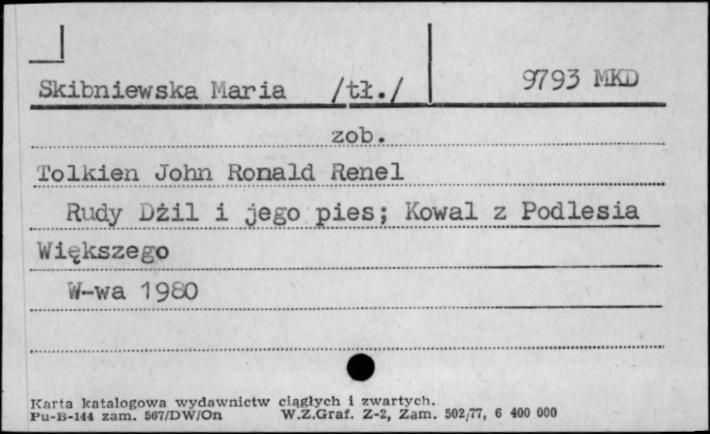 Skibniewska Maria /tł./ 9793 MKD
zob.
Tolkien John Ronald Renel
Rudy Dżil i jego pies; Kowal z Podlesia
Większego
W-wa 1980
Karta katalogowa wydawnictw ciągłych i zwartych.
Pu-B-144 zam. 567/DW/On W.Z.Graf. Z-2, Zam. 502/77, 6 400 000